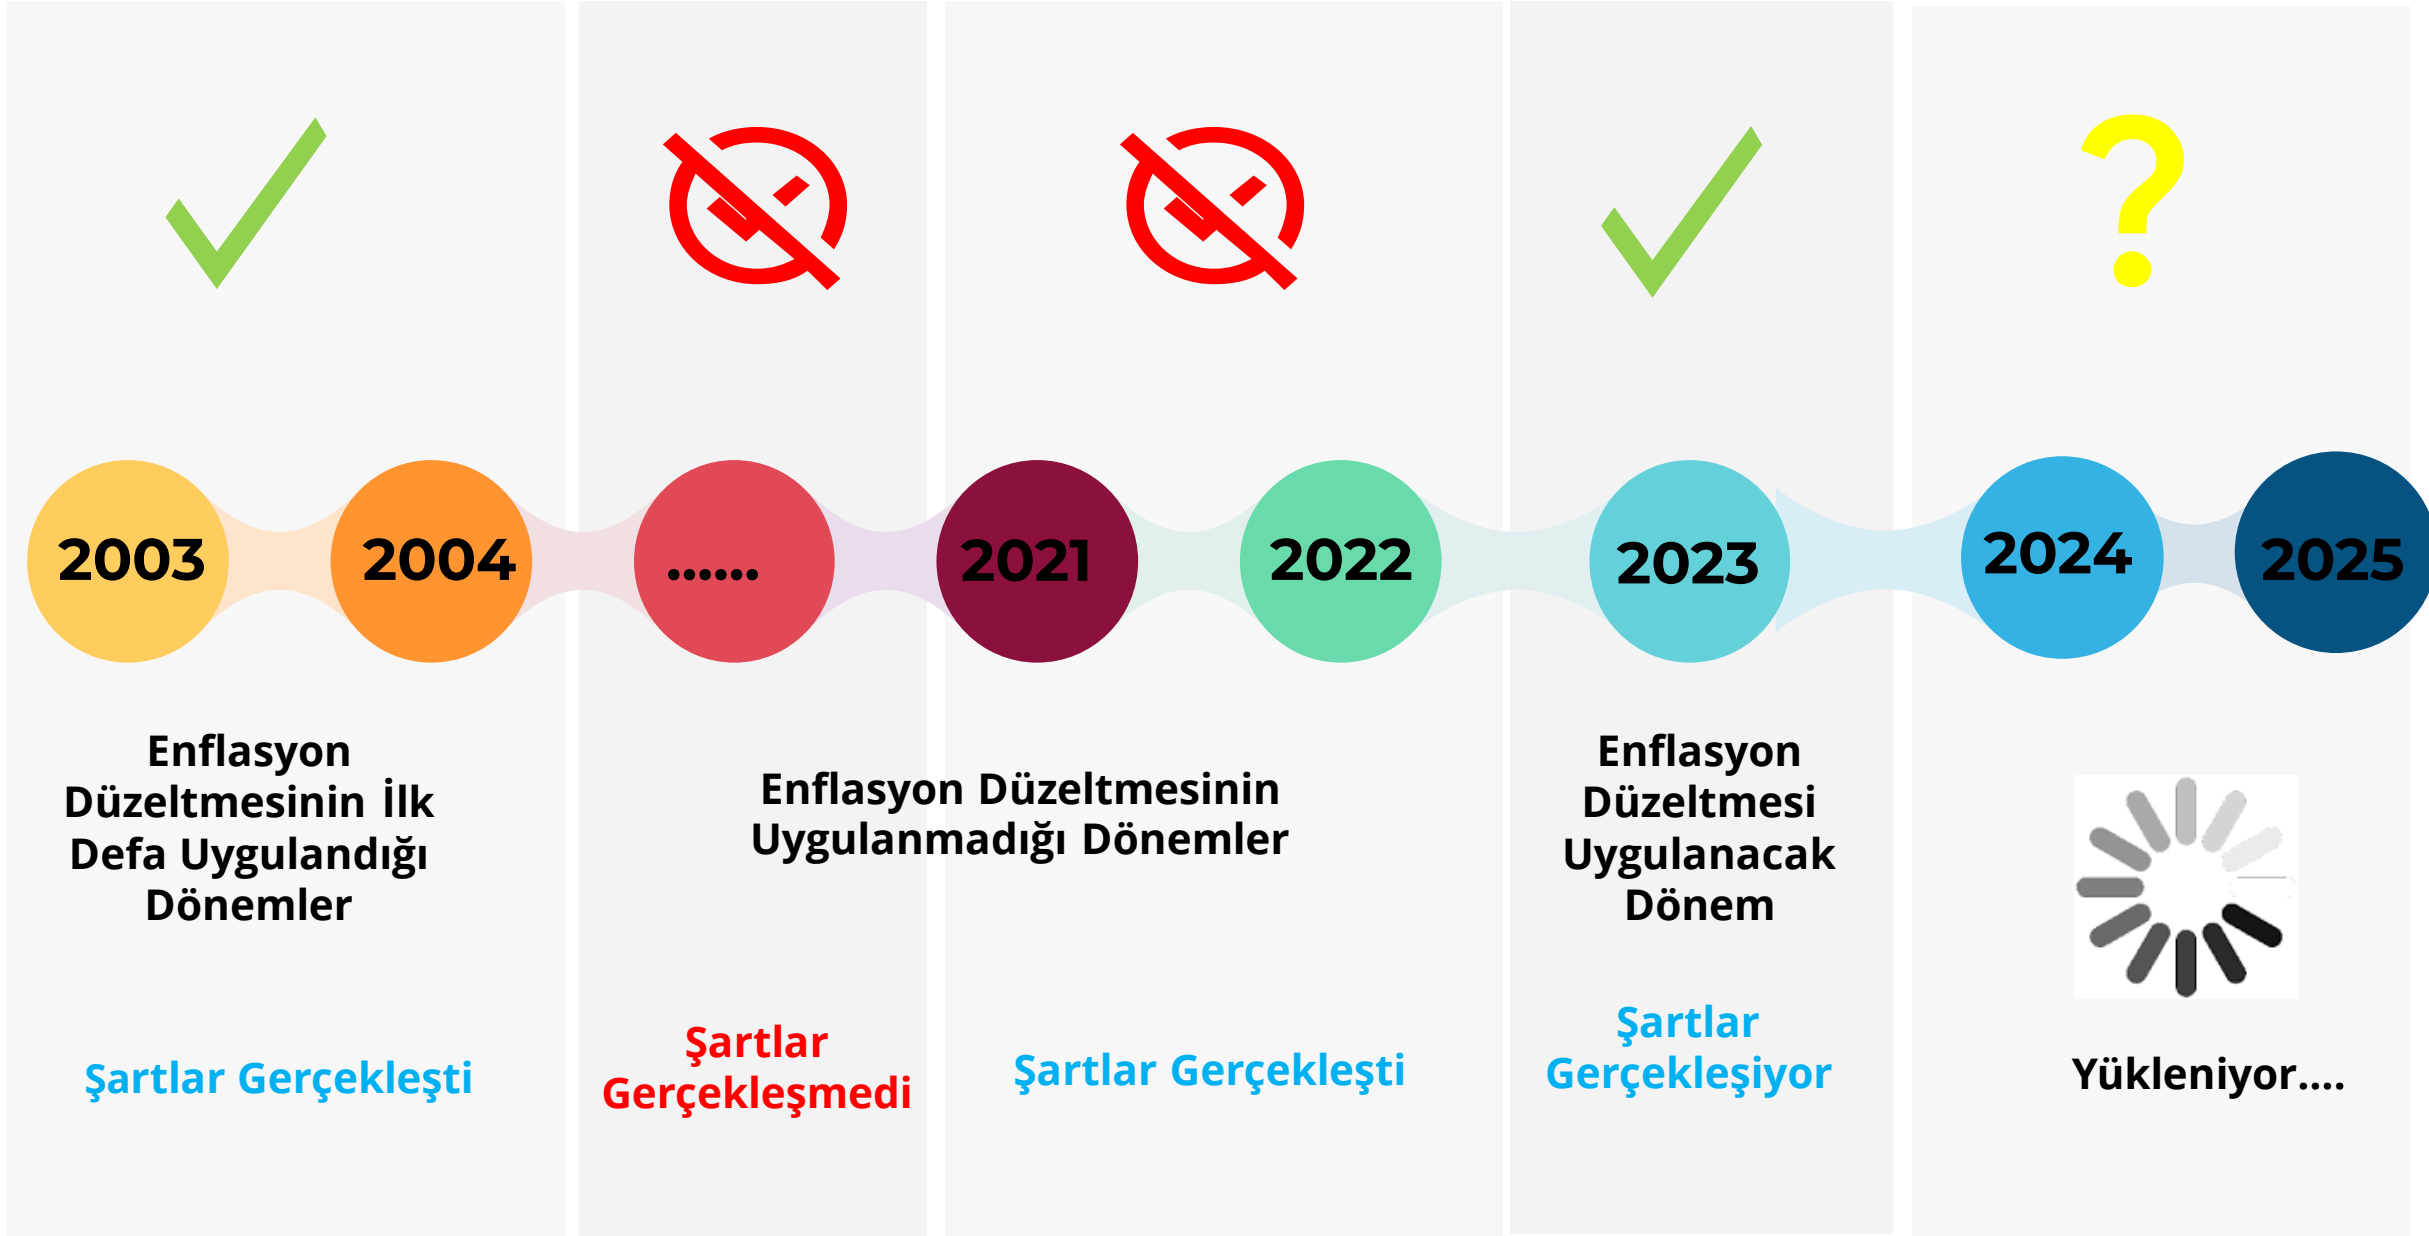 ?
2003
2004
......
2021
2022
2023
2024
2025
Enflasyon
Düzeltmesinin İlk
Defa Uygulandığı
Dönemler
Enflasyon Düzeltmesinin
Uygulanmadığı Dönemler
Enflasyon
Düzeltmesi
Uygulanacak
Dönem
Şartlar Gerçekleşti
Şartlar
Gerçekleşmedi
Şartlar Gerçekleşti
Şartlar
Gerçekleşiyor
Yükleniyor....